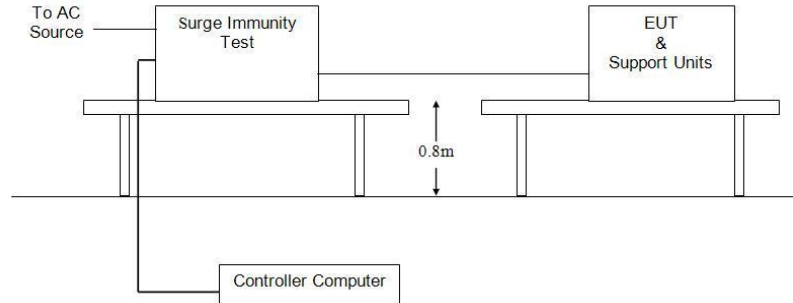 To AC
Source
Surge Immunity
Test
EUT
&
Support Units
0.8m
Controller Computer